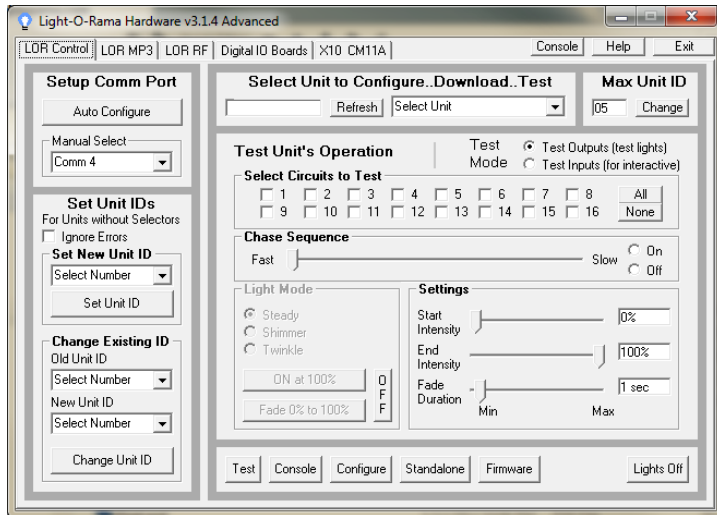 Light-O-Rama Hardware v3.1.4 Advanced
LOR Control LOR MP3 LOR RF Digital IO Boards X10 CM11A Console Help Exit
Setup Comm Port
Auto Configure
Manual Select
Comm 4
Set Unit IDs
For Units without Selectors
Ignore Errors
Set New Unit ID
Select Number
Set Unit ID
Change Existing ID
Old Unit ID
Select Number
New Unit ID
Select Number
Change Unit ID
Select Unit to Configure..Download..Test
Refresh Select Unit
Max Unit ID
05 Change
Test Unit's Operation
Test Mode
Test Outputs (test lights)
Test Inputs (for interactive)
Select Circuits to Test
1 2 3 4 5 6 7 8 All
9 10 11 12 13 14 15 16 None
Chase Sequence
Fast Slow
On
Off
Light Mode
Steady
Shimmer
Twinkle
ON at 100%
Fade 0% to 100%
OFF
Settings
Start Intensity 0%
End Intensity 100%
Fade Duration 1 sec
Min Max
Test Console Configure Standalone Firmware Lights Off